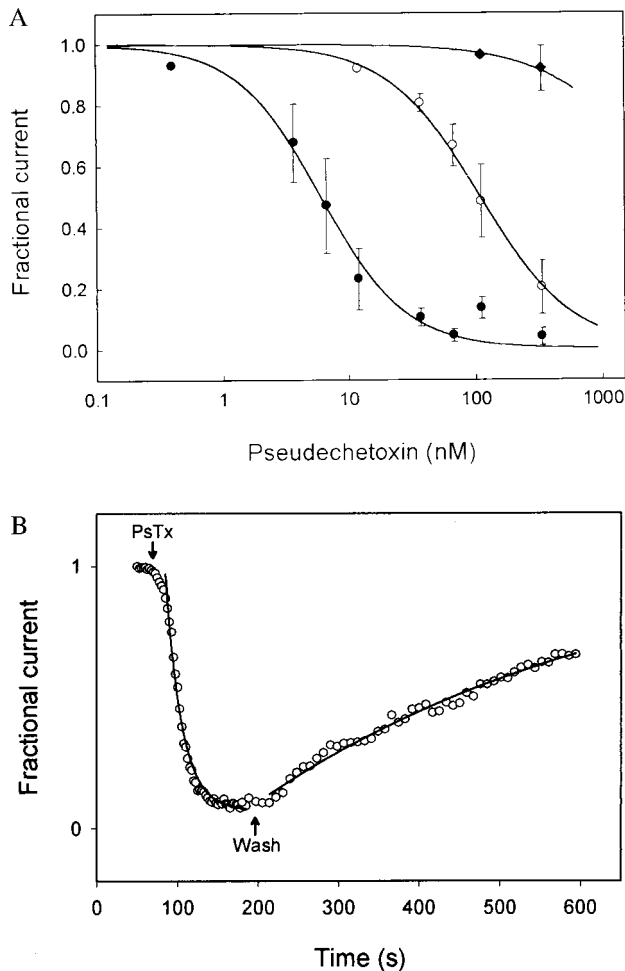 A
Fractional current
1.0
0.8
0.6
0.4
0.2
0.0
0.1
1
10
100
1000
Pseudechetoxin (nM)
B
PsTx
Fractional current
1
0
Wash
0
100
200
300
400
500
600
Time (s)